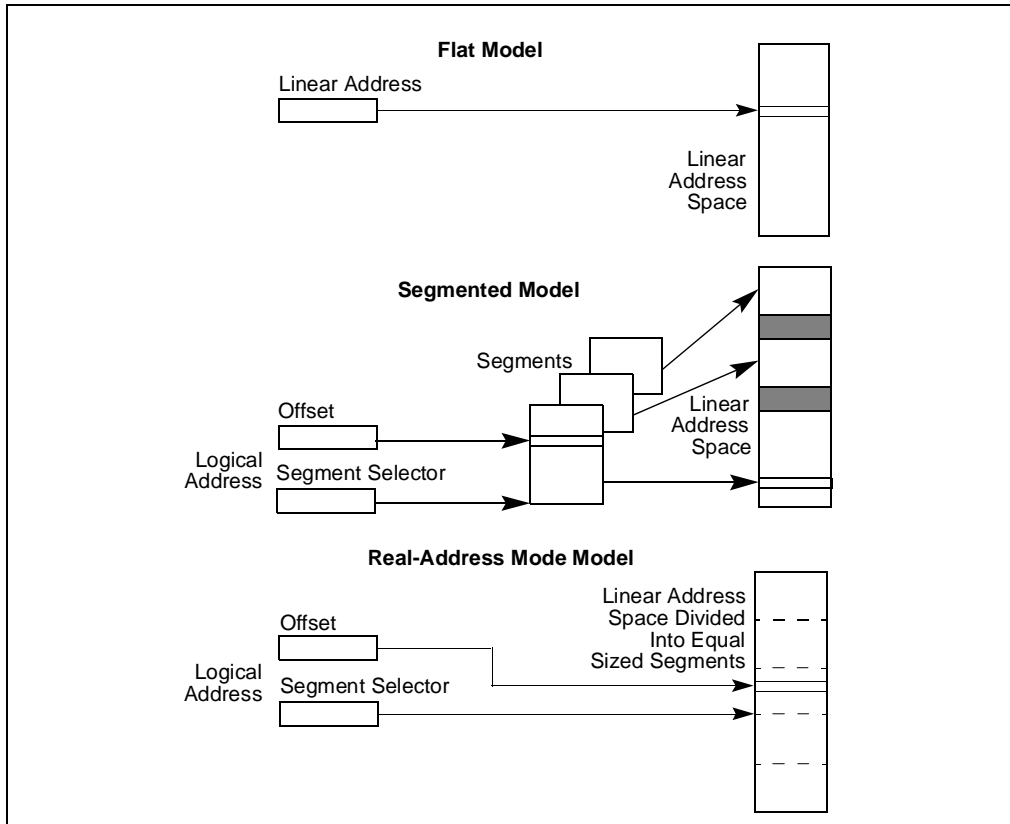 Flat Model
Linear Address
Linear
Address
Space
Segmented Model
Segments
Linear
Address
Space
Offset
Logical
Address
Segment Selector
Real-Address Mode Model
Linear Address
Space Divided
Into Equal
Sized Segments
Offset
Logical
Address
Segment Selector